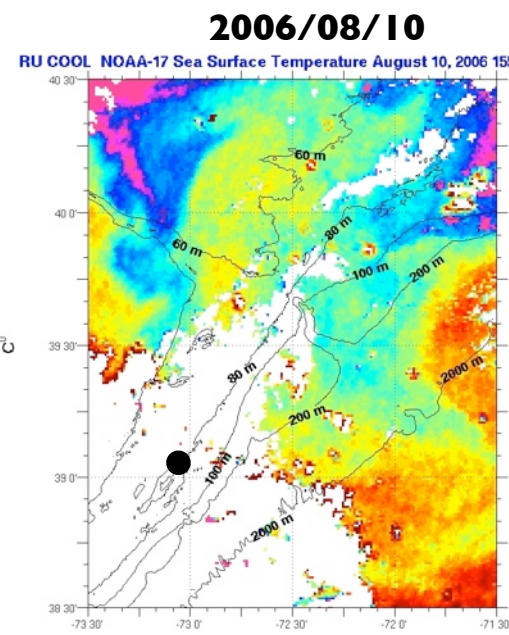 2006/08/10
RU COOL NOAA-17 Sea Surface Temperature August 10, 2006 15
40 30'
60 m
40 0'
80 m
60 m
100 m
200 m
39 30'
2000 m
80 m
200 m
100 m
39 0'
2000 m
38 30'
-73 30' -73 0' -72 30' -72 0' -71 30'